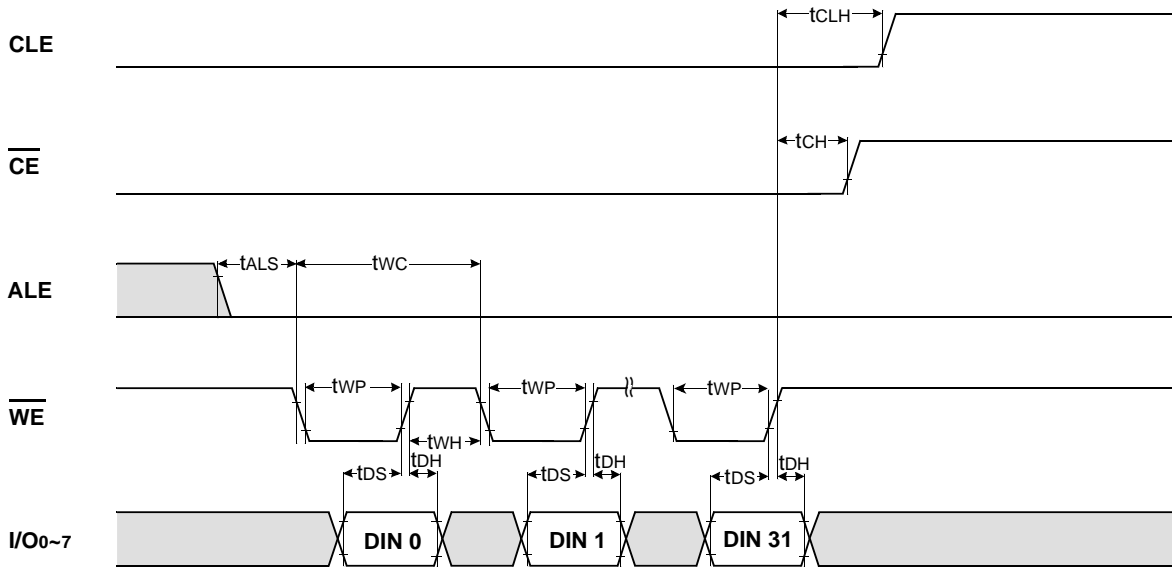 CLE
tCLH
CE
tCH
ALE
tALS
tWC
WE
tWP
tWP
tWP
tWH
tDS
tDH
tDS
tDH
tDS
tDH
I/O0~7
DIN 0
DIN 1
DIN 31